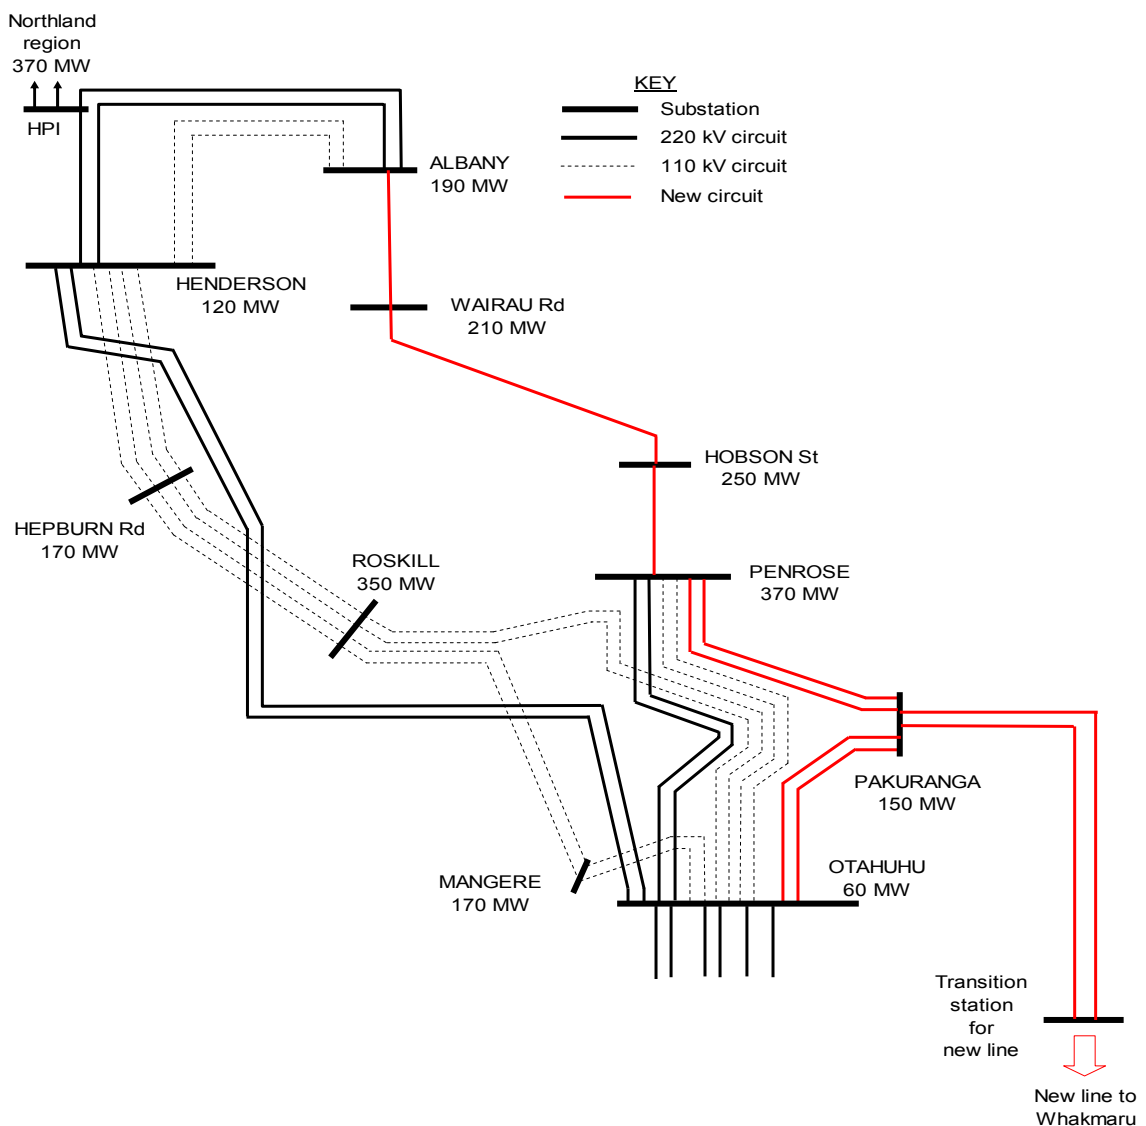 Northland
region
370 MW
HPI
KEY
Substation
220 kV circuit
110 kV circuit
New circuit
ALBANY
190 MW
HENDERSON
120 MW
WAIRAU Rd
210 MW
HOBSON St
250 MW
HEPBURN Rd
170 MW
ROSKILL
350 MW
PENROSE
370 MW
PAKURANGA
150 MW
MANGERE
170 MW
OTAHUHU
60 MW
Transition
station
for
new line
New line to
Whakmaru